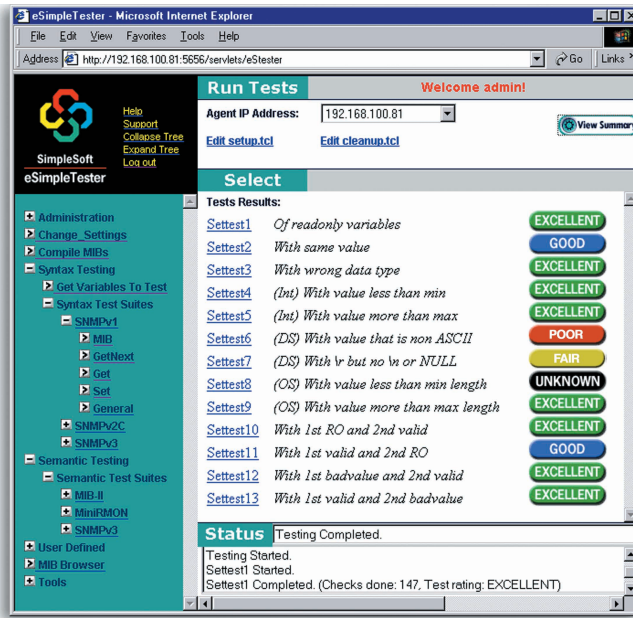 eSimpleTester - Microsoft Internet Explorer
File Edit View Favorites Tools Help
Address http://192.168.100.81:5656/servlets/eStester Go Links
SimpleSoft
eSimpleTester
Help
Support
Collapse Tree
Expand Tree
Log out
Administration
Change_Settings
Compile MIBs
Syntax Testing
Get Variables To Test
Syntax Test Suites
SNMPv1
MIB
GetNext
Get
Set
General
SNMPv2C
SNMPv3
Semantic Testing
Semantic Test Suites
MIB-II
MiniRMON
SNMPv3
User Defined
MIB Browser
Tools
Run Tests Welcome admin!
Agent IP Address: 192.168.100.81
Edit setup.tcl Edit cleanup.tcl
View Summary
Select
Tests Results:
Settest1 Of readonly variables EXCELLENT
Settest2 With same value GOOD
Settest3 With wrong data type EXCELLENT
Settest4 (Int) With value less than min EXCELLENT
Settest5 (Int) With value more than max EXCELLENT
Settest6 (DS) With value that is non ASCII POOR
Settest7 (DS) With \r but no \n or NULL FAIR
Settest8 (OS) With value less than min length UNKNOWN
Settest9 (OS) With value more than max length EXCELLENT
Settest10 With 1st RO and 2nd valid EXCELLENT
Settest11 With 1st valid and 2nd RO GOOD
Settest12 With 1st badvalue and 2nd valid EXCELLENT
Settest13 With 1st valid and 2nd badvalue EXCELLENT
Status Testing Completed.
Testing Started.
Settest1 Started.
Settest1 Completed. (Checks done: 147, Test rating: EXCELLENT)